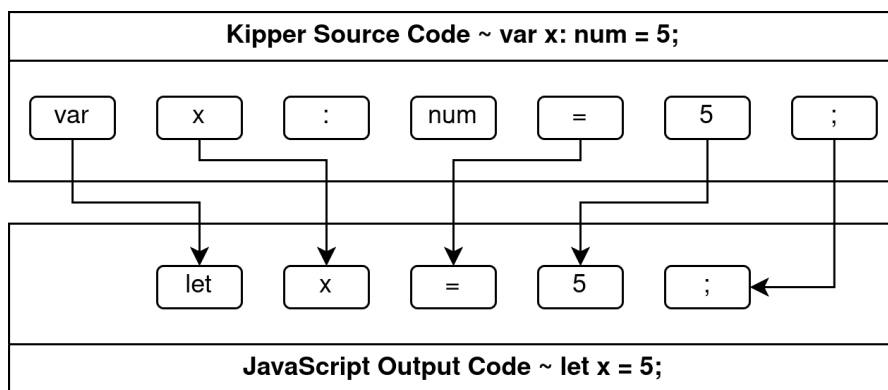 Kipper Source Code ~ var x: num = 5;
var x : num = 5 ;
let x = 5 ;
JavaScript Output Code ~ let x = 5;